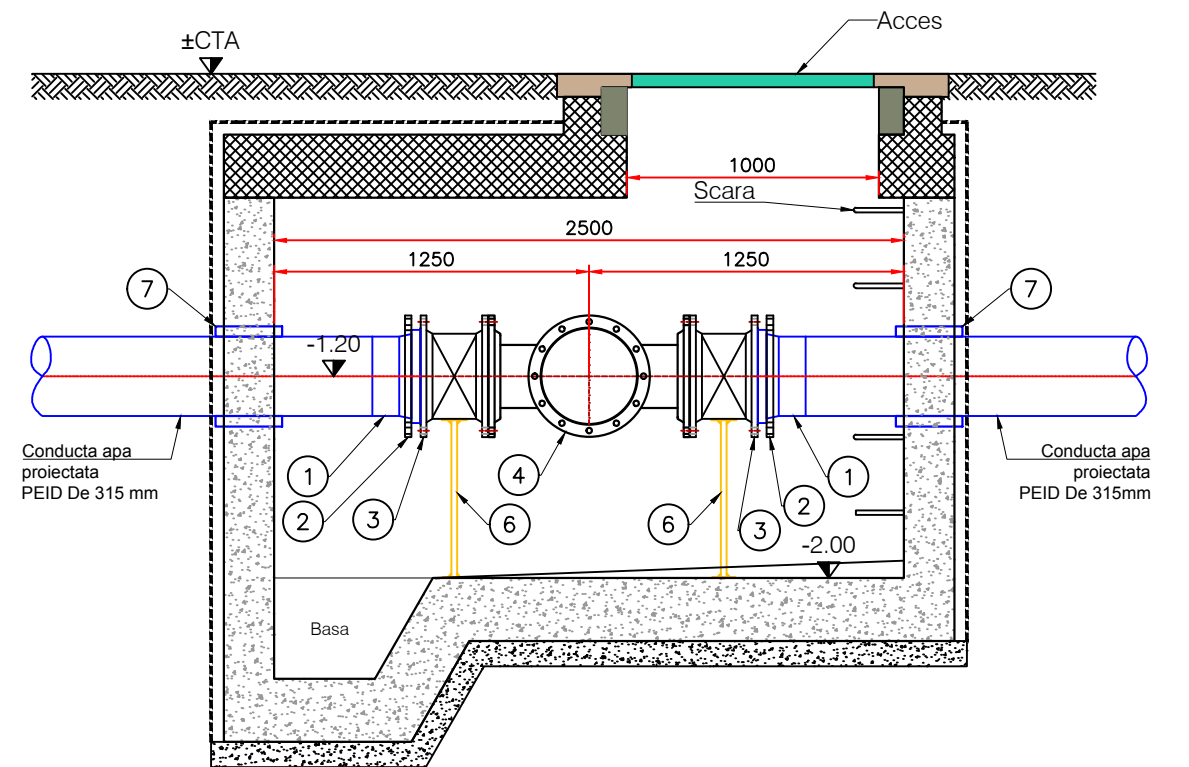 Acces
±CTA
1000
Scara
2500
1250
1250
7
7
-1.20
Conducta apa
proiectata
PEID De 315 mm
Conducta apa
proiectata
PEID De 315mm
1
2
3
6
4
6
3
2
1
-2.00
Basa